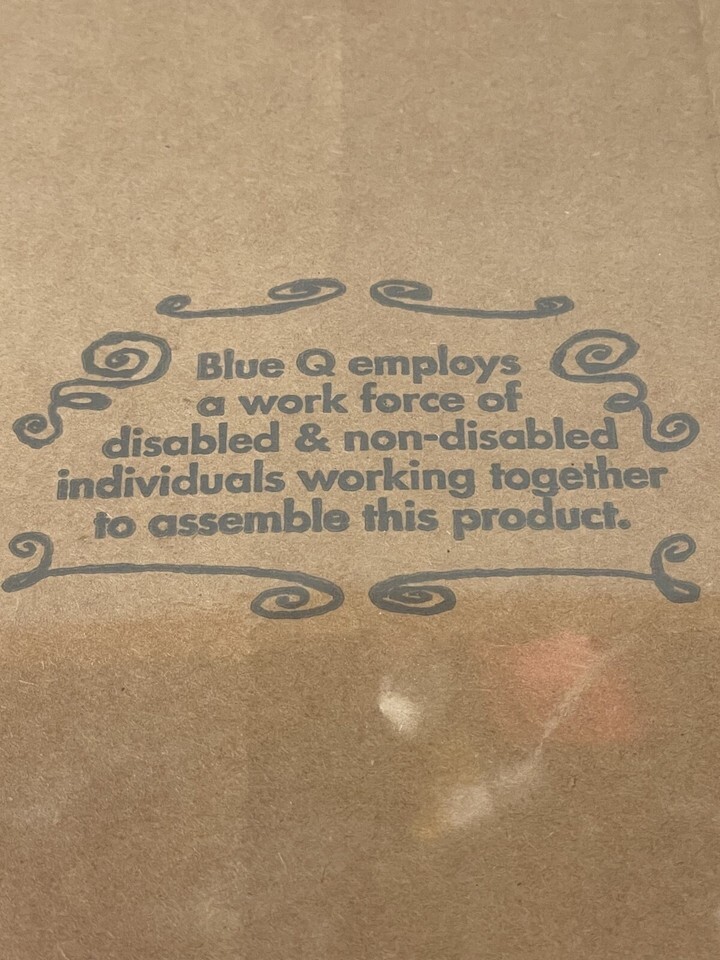 Blue Q employs
a work force of
disabled & non-disabled
individuals working together
to assemble this product.